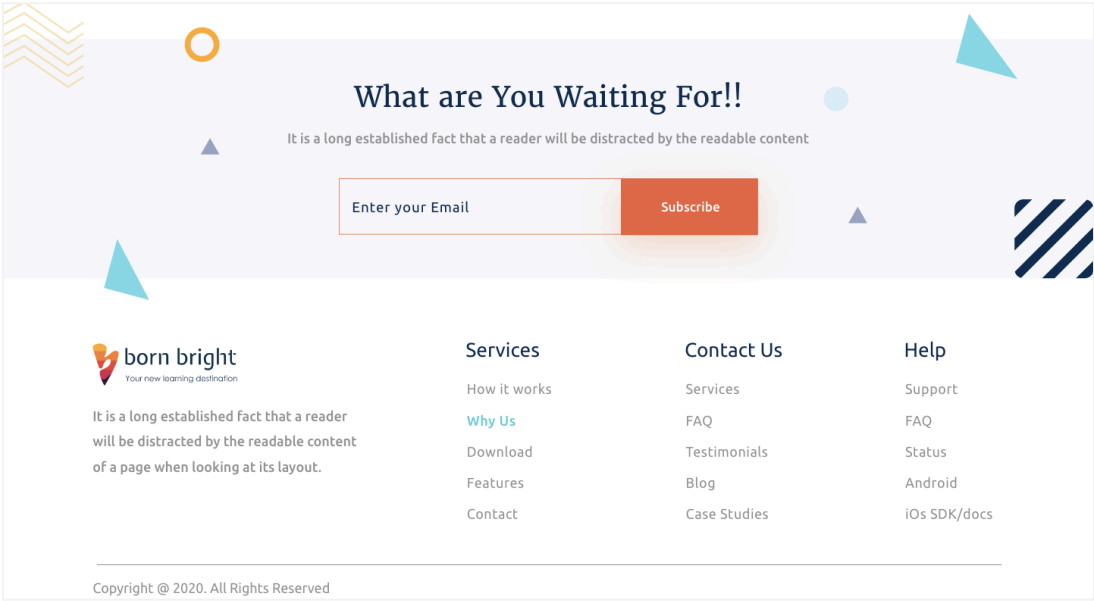 What are You Waiting For!!
It is a long established fact that a reader will be distracted by the readable content
Enter your Email
Subscribe
born bright
Your new learning destination
It is a long established fact that a reader
will be distracted by the readable content
of a page when looking at its layout.
Services
How it works
Why Us
Download
Features
Contact
Contact Us
Services
FAQ
Testimonials
Blog
Case Studies
Help
Support
FAQ
Status
Android
iOs SDK/docs
Copyright @ 2020. All Rights Reserved